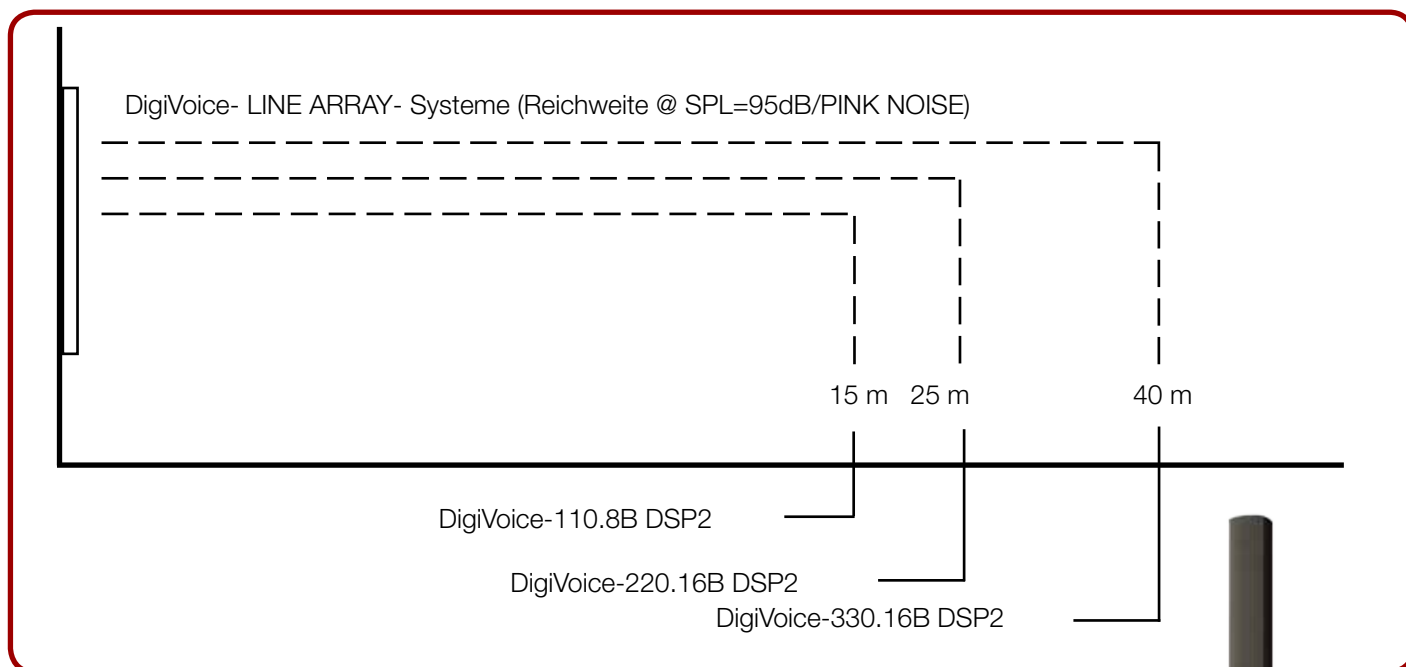 DigiVoice- LINE ARRAY- Systeme (Reichweite @ SPL=95dB/PINK NOISE)
15 m 25 m 40 m
DigiVoice-110.8B DSP2
DigiVoice-220.16B DSP2
DigiVoice-330.16B DSP2